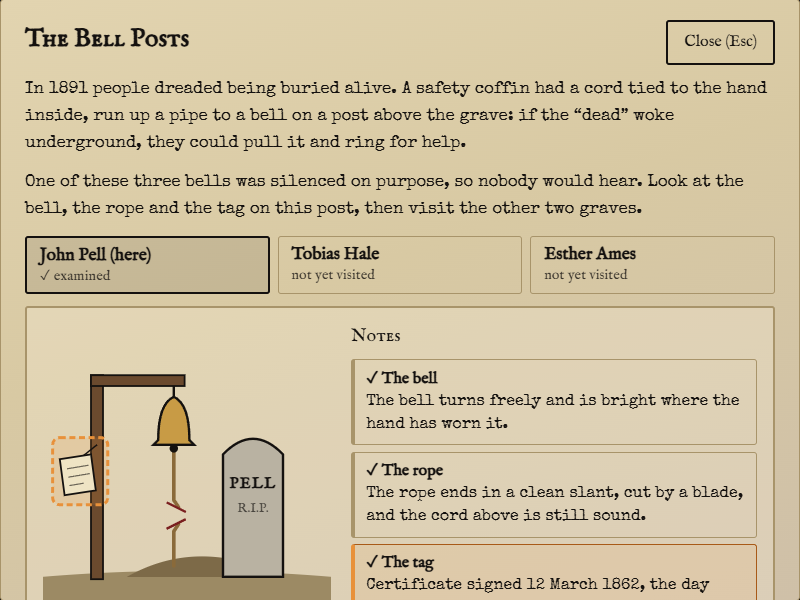 The Bell Posts
Close (Esc)
In 1891 people dreaded being buried alive. A safety coffin had a cord tied to the hand
inside, run up a pipe to a bell on a post above the grave: if the “dead” woke
underground, they could pull it and ring for help.
One of these three bells was silenced on purpose, so nobody would hear. Look at the
bell, the rope and the tag on this post, then visit the other two graves.
John Pell (here)
✓ examined
Tobias Hale
not yet visited
Esther Ames
not yet visited
PELL
R.I.P.
Notes
✓ The bell
The bell turns freely and is bright where the
hand has worn it.
✓ The rope
The rope ends in a clean slant, cut by a blade,
and the cord above is still sound.
✓ The tag
Certificate signed 12 March 1862, the day